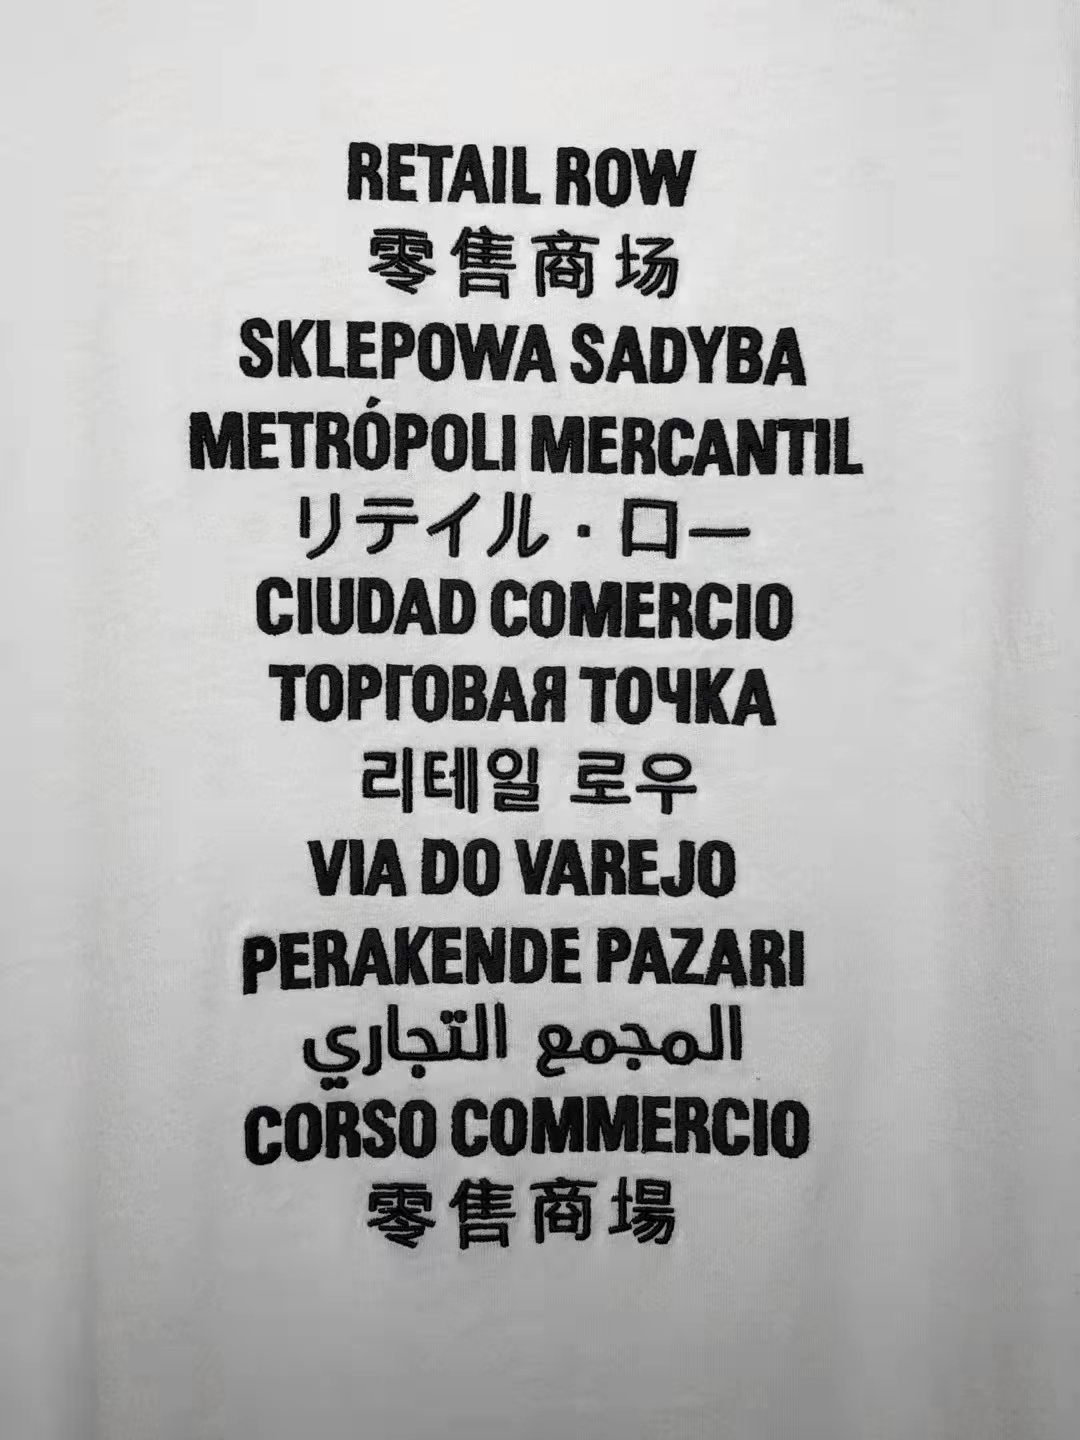 RETAIL ROW
零售商场
SKLEPOWA SADYBA
METRÓPOLI MERCANTIL
リテイル・ロー
CIUDAD COMERCIO
ТОРГОВАЯ ТОЧКА
리테일 로우
VIA DO VAREJO
PERAKENDE PAZARI
المجمع التجاري
CORSO COMMERCIO
零售商場